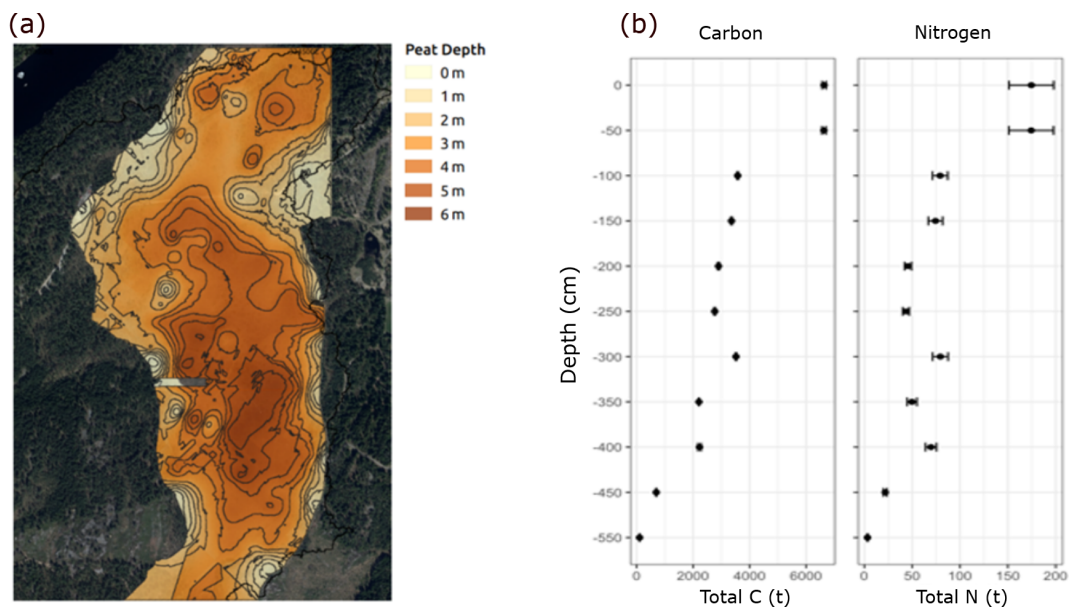 (a)
Peat Depth
0 m
1 m
2 m
3 m
4 m
5 m
6 m
(b)
Carbon
Nitrogen
Depth (cm)
-0
-50
-100
-150
-200
-250
-300
-350
-400
-450
-550
0 2000 4000 6000
0 50 100 150 200
Total C (t)
Total N (t)